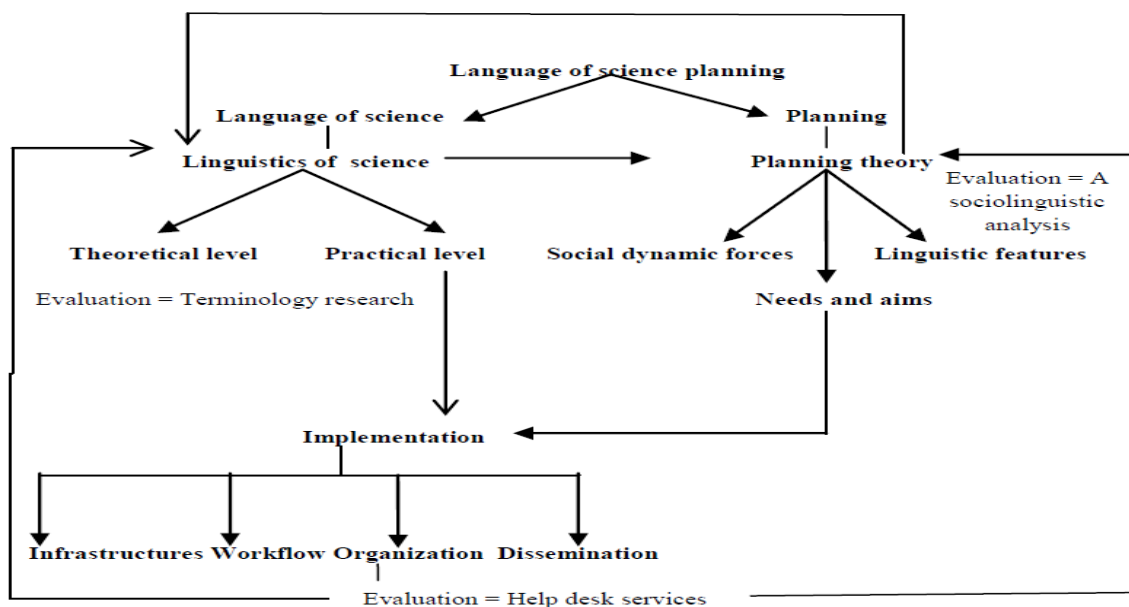 Language of science planning
Language of science
Planning
Linguistics of science
Planning theory
Evaluation = A
sociolinguistic
analysis
Theoretical level
Practical level
Social dynamic forces
Linguistic features
Evaluation = Terminology research
Needs and aims
Implementation
Infrastructures Workflow Organization Dissemination
Evaluation = Help desk services